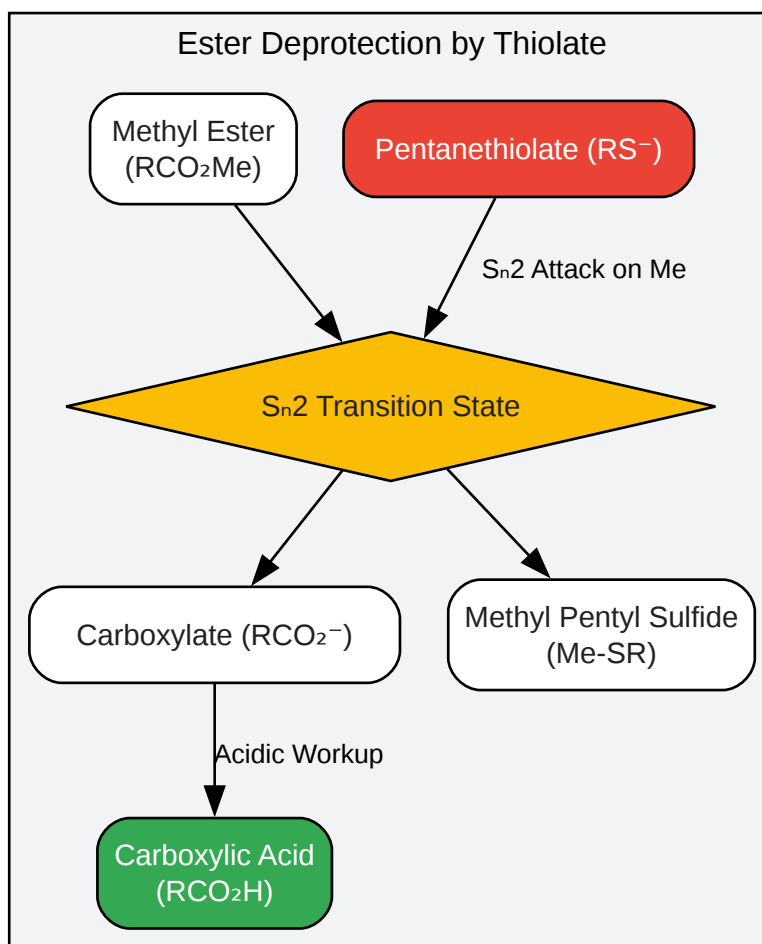 Ester Deprotection by Thiolate
Methyl Ester
(RCO₂Me)
Pentanethiolate (RS⁻)
Sₙ2 Attack on Me
Sₙ2 Transition State
Carboxylate (RCO₂⁻)
Methyl Pentyl Sulfide
(Me-SR)
Acidic Workup
Carboxylic Acid
(RCO₂H)